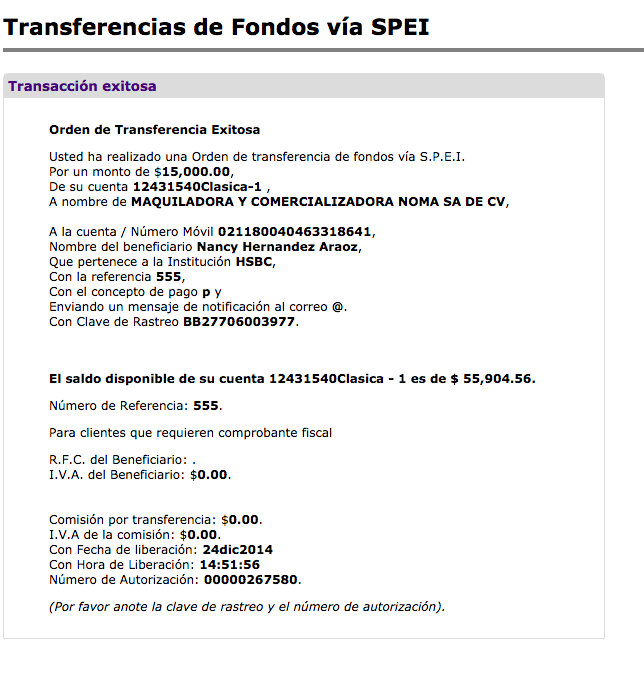 Transferencias de Fondos vía SPEI
Transacción exitosa
Orden de Transferencia Exitosa
Usted ha realizado una Orden de transferencia de fondos vía S.P.E.I.
Por un monto de $15,000.00,
De su cuenta 12431540Clasica-1 ,
A nombre de MAQUILADORA Y COMERCIALIZADORA NOMA SA DE CV,
A la cuenta / Número Móvil 021180040463318641,
Nombre del beneficiario Nancy Hernandez Araoz,
Que pertenece a la Institución HSBC,
Con la referencia 555,
Con el concepto de pago p y
Enviando un mensaje de notificación al correo @.
Con Clave de Rastreo BB27706003977.
El saldo disponible de su cuenta 12431540Clasica - 1 es de $ 55,904.56.
Número de Referencia: 555.
Para clientes que requieren comprobante fiscal
R.F.C. del Beneficiario: .
I.V.A. del Beneficiario: $0.00.
Comisión por transferencia: $0.00.
I.V.A de la comisión: $0.00.
Con Fecha de liberación: 24dic2014
Con Hora de Liberación: 14:51:56
Número de Autorización: 00000267580.
(Por favor anote la clave de rastreo y el número de autorización).